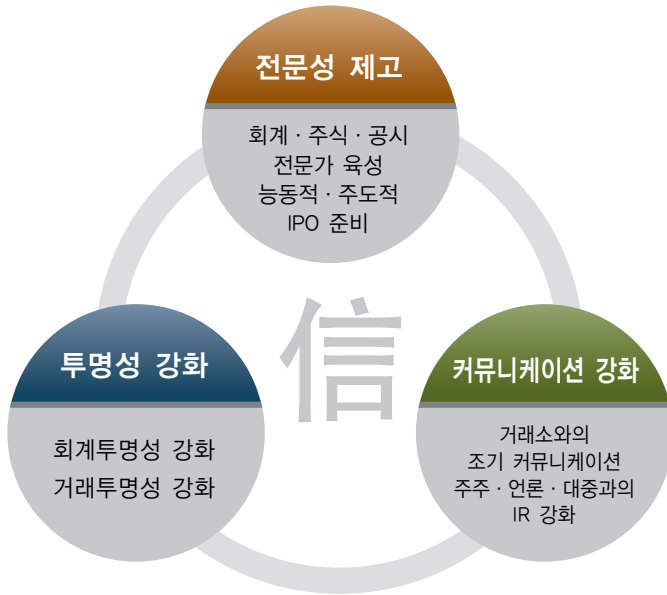 전문성 제고
회계 · 주식 · 공시
전문가 육성
능동적 · 주도적
IPO 준비
信
투명성 강화
회계투명성 강화
거래투명성 강화
커뮤니케이션 강화
거래소와의
조기 커뮤니케이션
주주 · 언론 · 대중과의
IR 강화